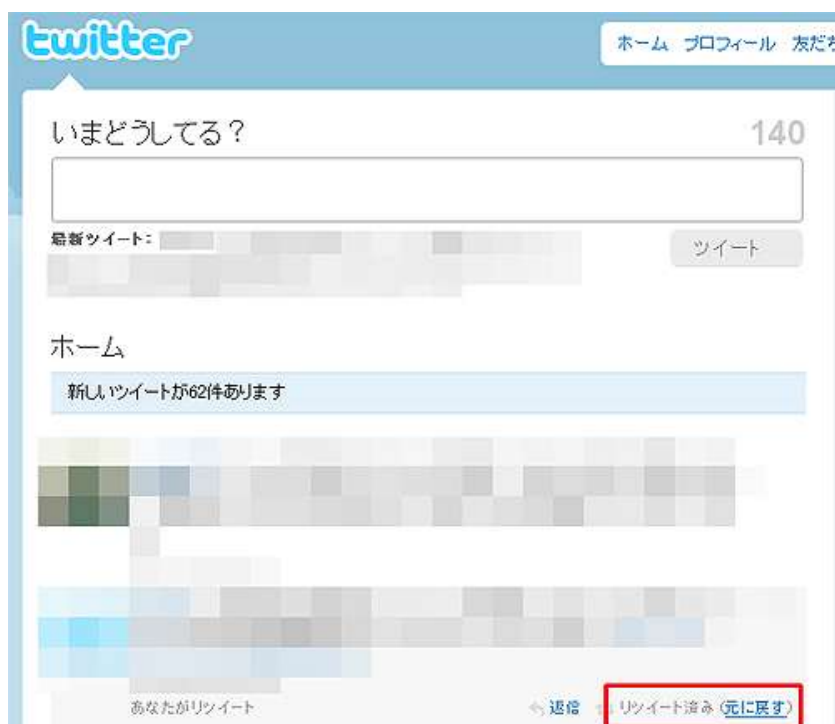 twitter
ホーム プロフィール 友だち
いまどうしてる？
140
最新ツイート：
ツイート
ホーム
新しいツイートが62件あります
あなたがリツイート
返信
リツイート済み (元に戻す)